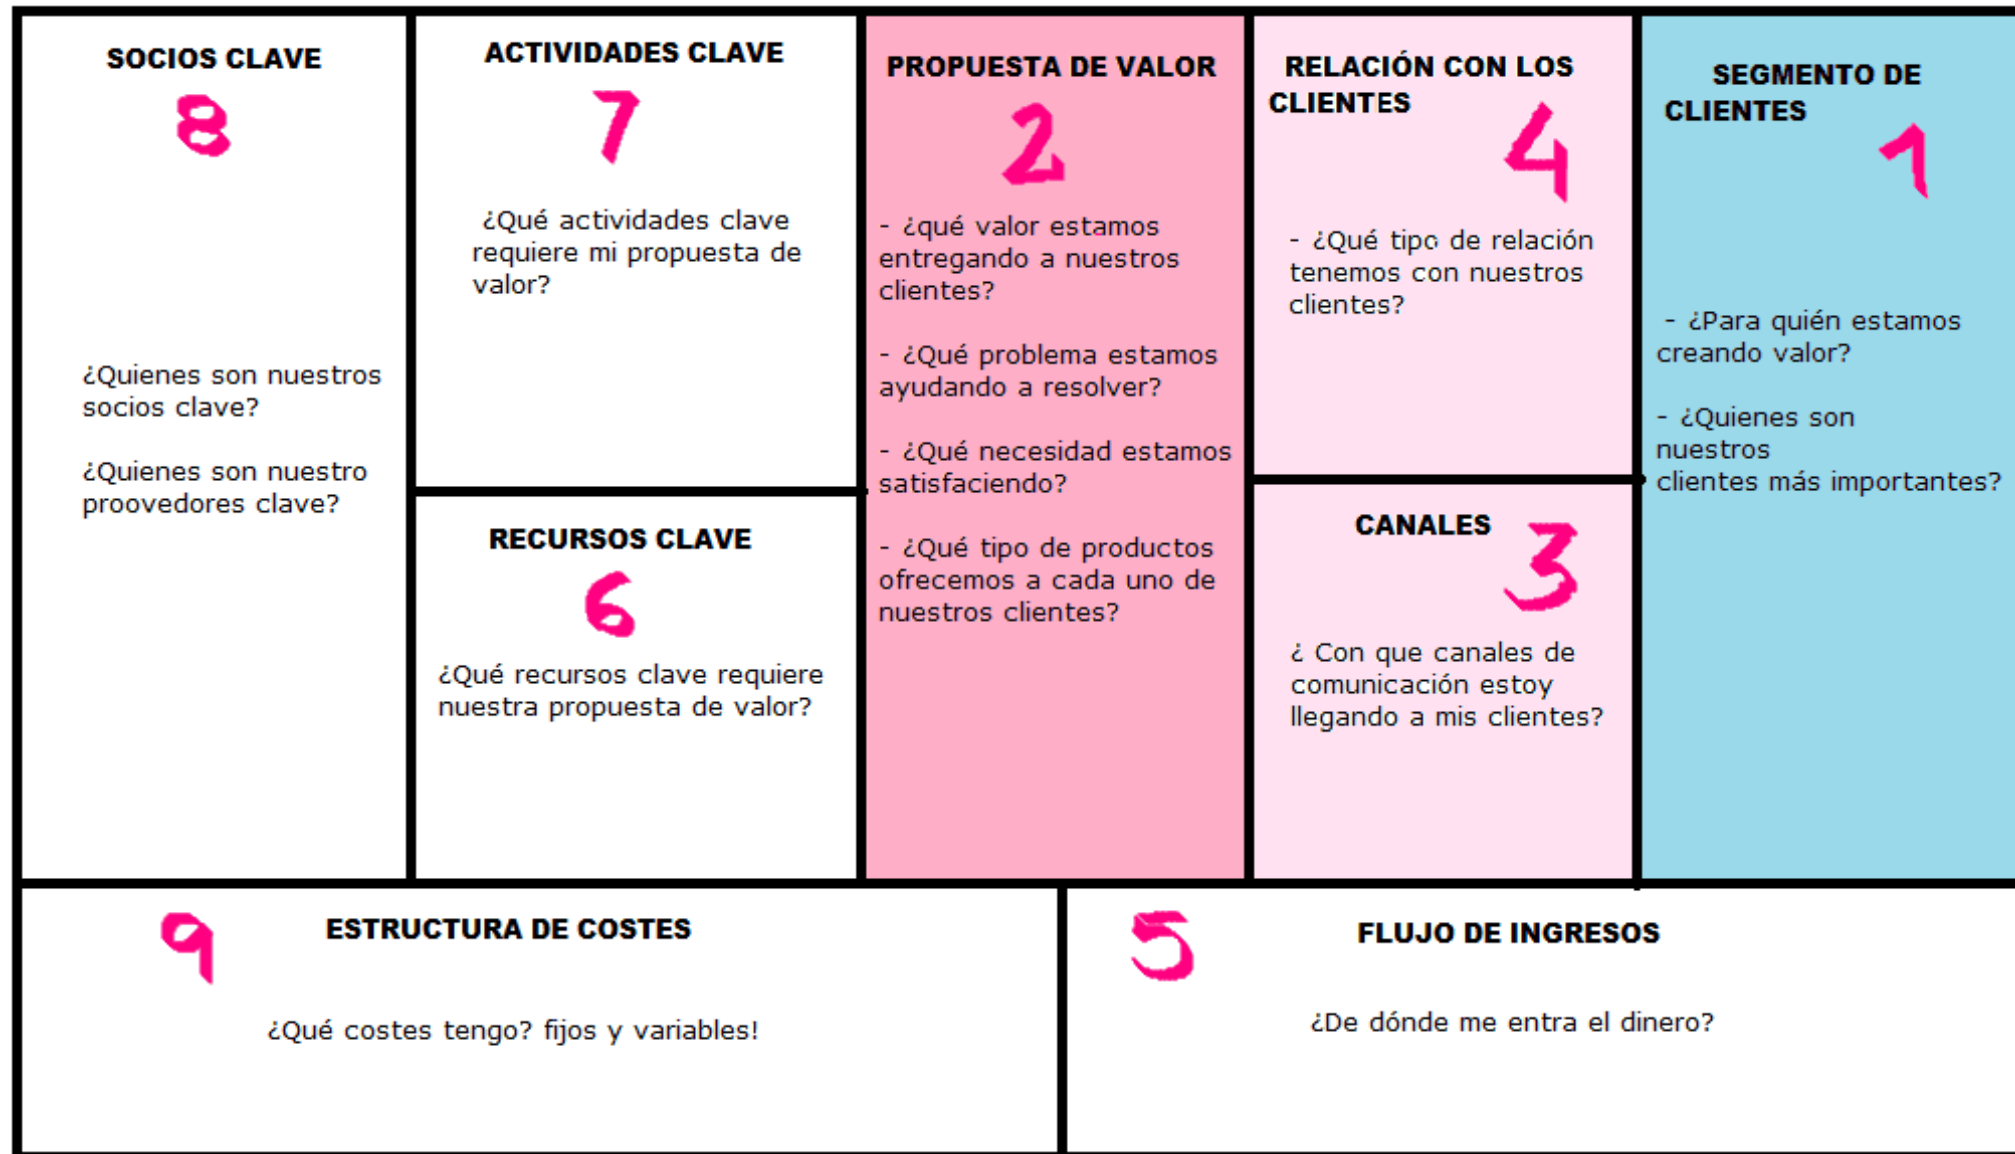 SOCIOS CLAVE
8
¿Quienes son nuestros
socios clave?
¿Quienes son nuestro
proovedores clave?
ACTIVIDADES CLAVE
7
¿Qué actividades clave
requiere mi propuesta de
valor?
RECURSOS CLAVE
6
¿Qué recursos clave requiere
nuestra propuesta de valor?
PROPUESTA DE VALOR
2
- ¿qué valor estamos
entregando a nuestros
clientes?
- ¿Qué problema estamos
ayudando a resolver?
- ¿Qué necesidad estamos
satisfaciendo?
- ¿Qué tipo de productos
ofrecemos a cada uno de
nuestros clientes?
RELACIÓN CON LOS
CLIENTES
4
- ¿Qué tipo de relación
tenemos con nuestros
clientes?
CANALES
3
¿ Con que canales de
comunicación estoy
llegando a mis clientes?
SEGMENTO DE
CLIENTES
1
- ¿Para quién estamos
creando valor?
- ¿Quienes son
nuestros
clientes más importantes?
9
ESTRUCTURA DE COSTES
¿Qué costes tengo? fijos y variables!
5
FLUJO DE INGRESOS
¿De dónde me entra el dinero?